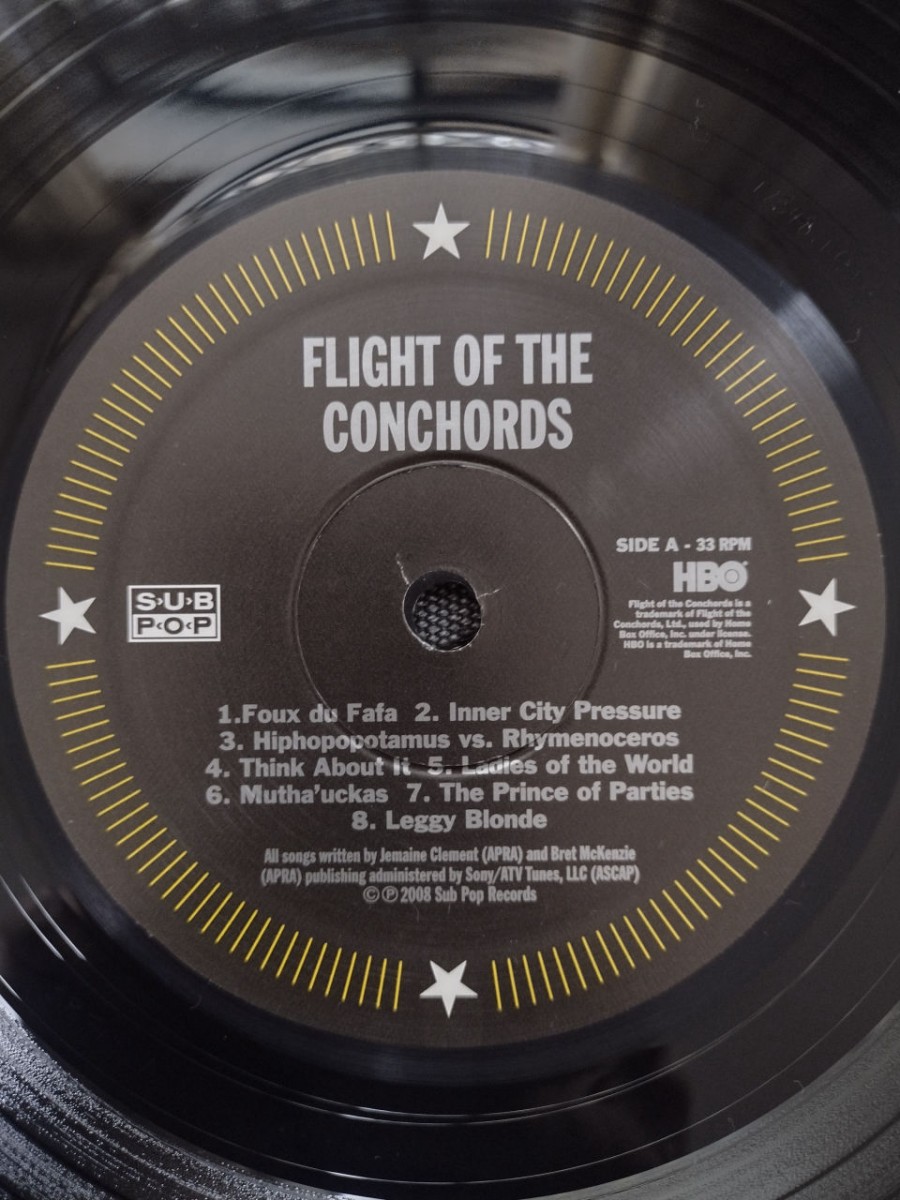 FLIGHT OF THE
CONCHORDS
SIDE A - 33 RPM
HBO®
Flight of the Conchords is a
trademark of Flight of the
Conchords, Ltd., used by Home
Box Office, Inc. under license.
HBO is a trademark of Home
Box Office, Inc.
S›U›B
P‹O‹P
1.Foux du Fafa 2. Inner City Pressure
3. Hiphopopotamus vs. Rhymenoceros
4. Think About It 5. Ladies of the World
6. Mutha'uckas 7. The Prince of Parties
8. Leggy Blonde
All songs written by Jemaine Clement (APRA) and Bret McKenzie
(APRA) publishing administered by Sony/ATV Tunes, LLC (ASCAP)
©℗ 2008 Sub Pop Records